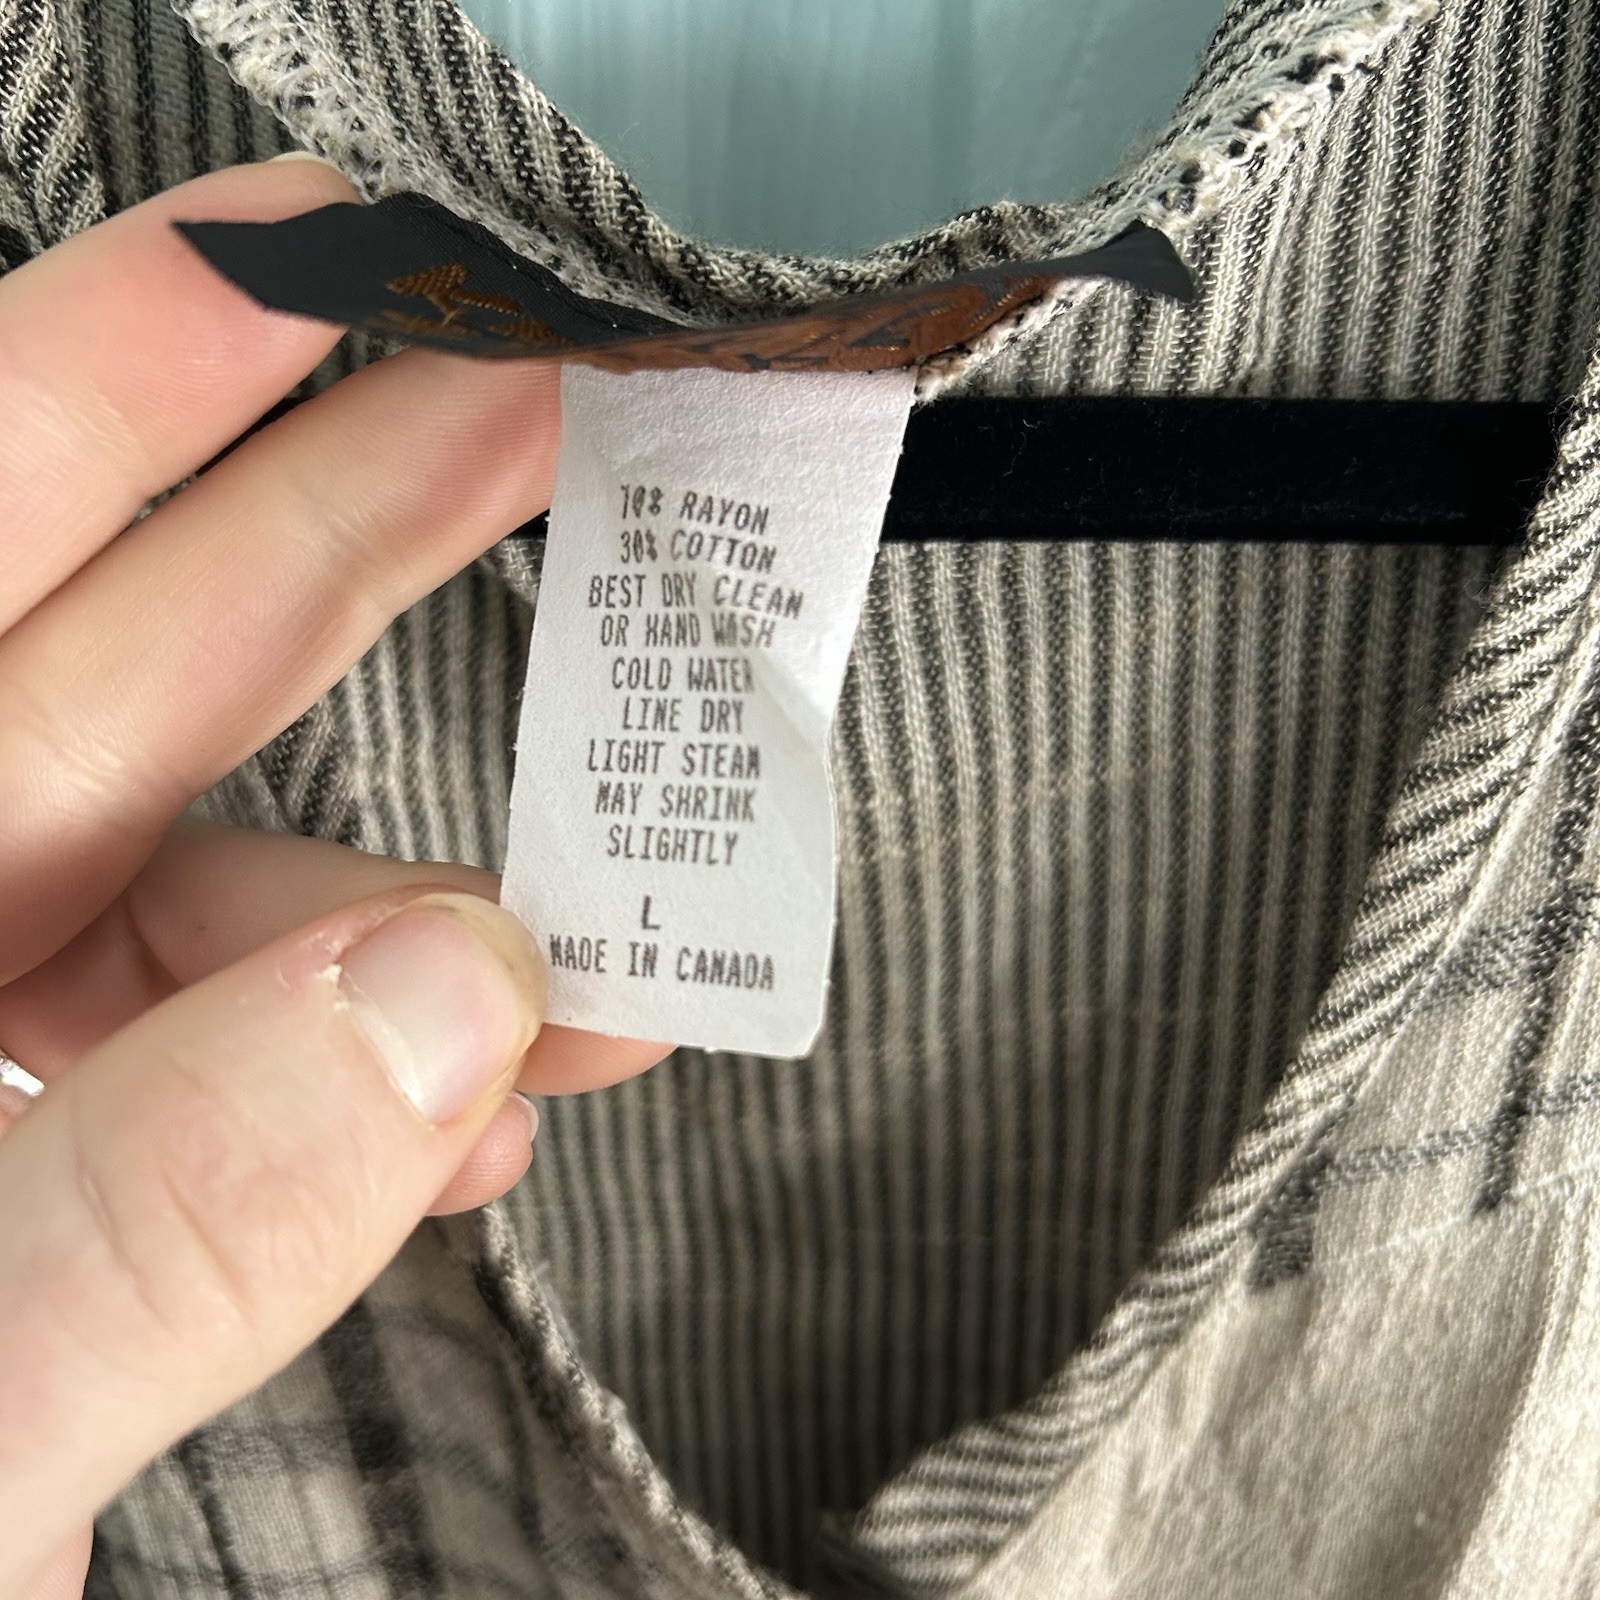 10% RAYON
30% COTTON
BEST DRY CLEAN
OR HAND WASH
COLD WATER
LINE DRY
LIGHT STEAM
MAY SHRINK
SLIGHTLY
L
MADE IN CANADA